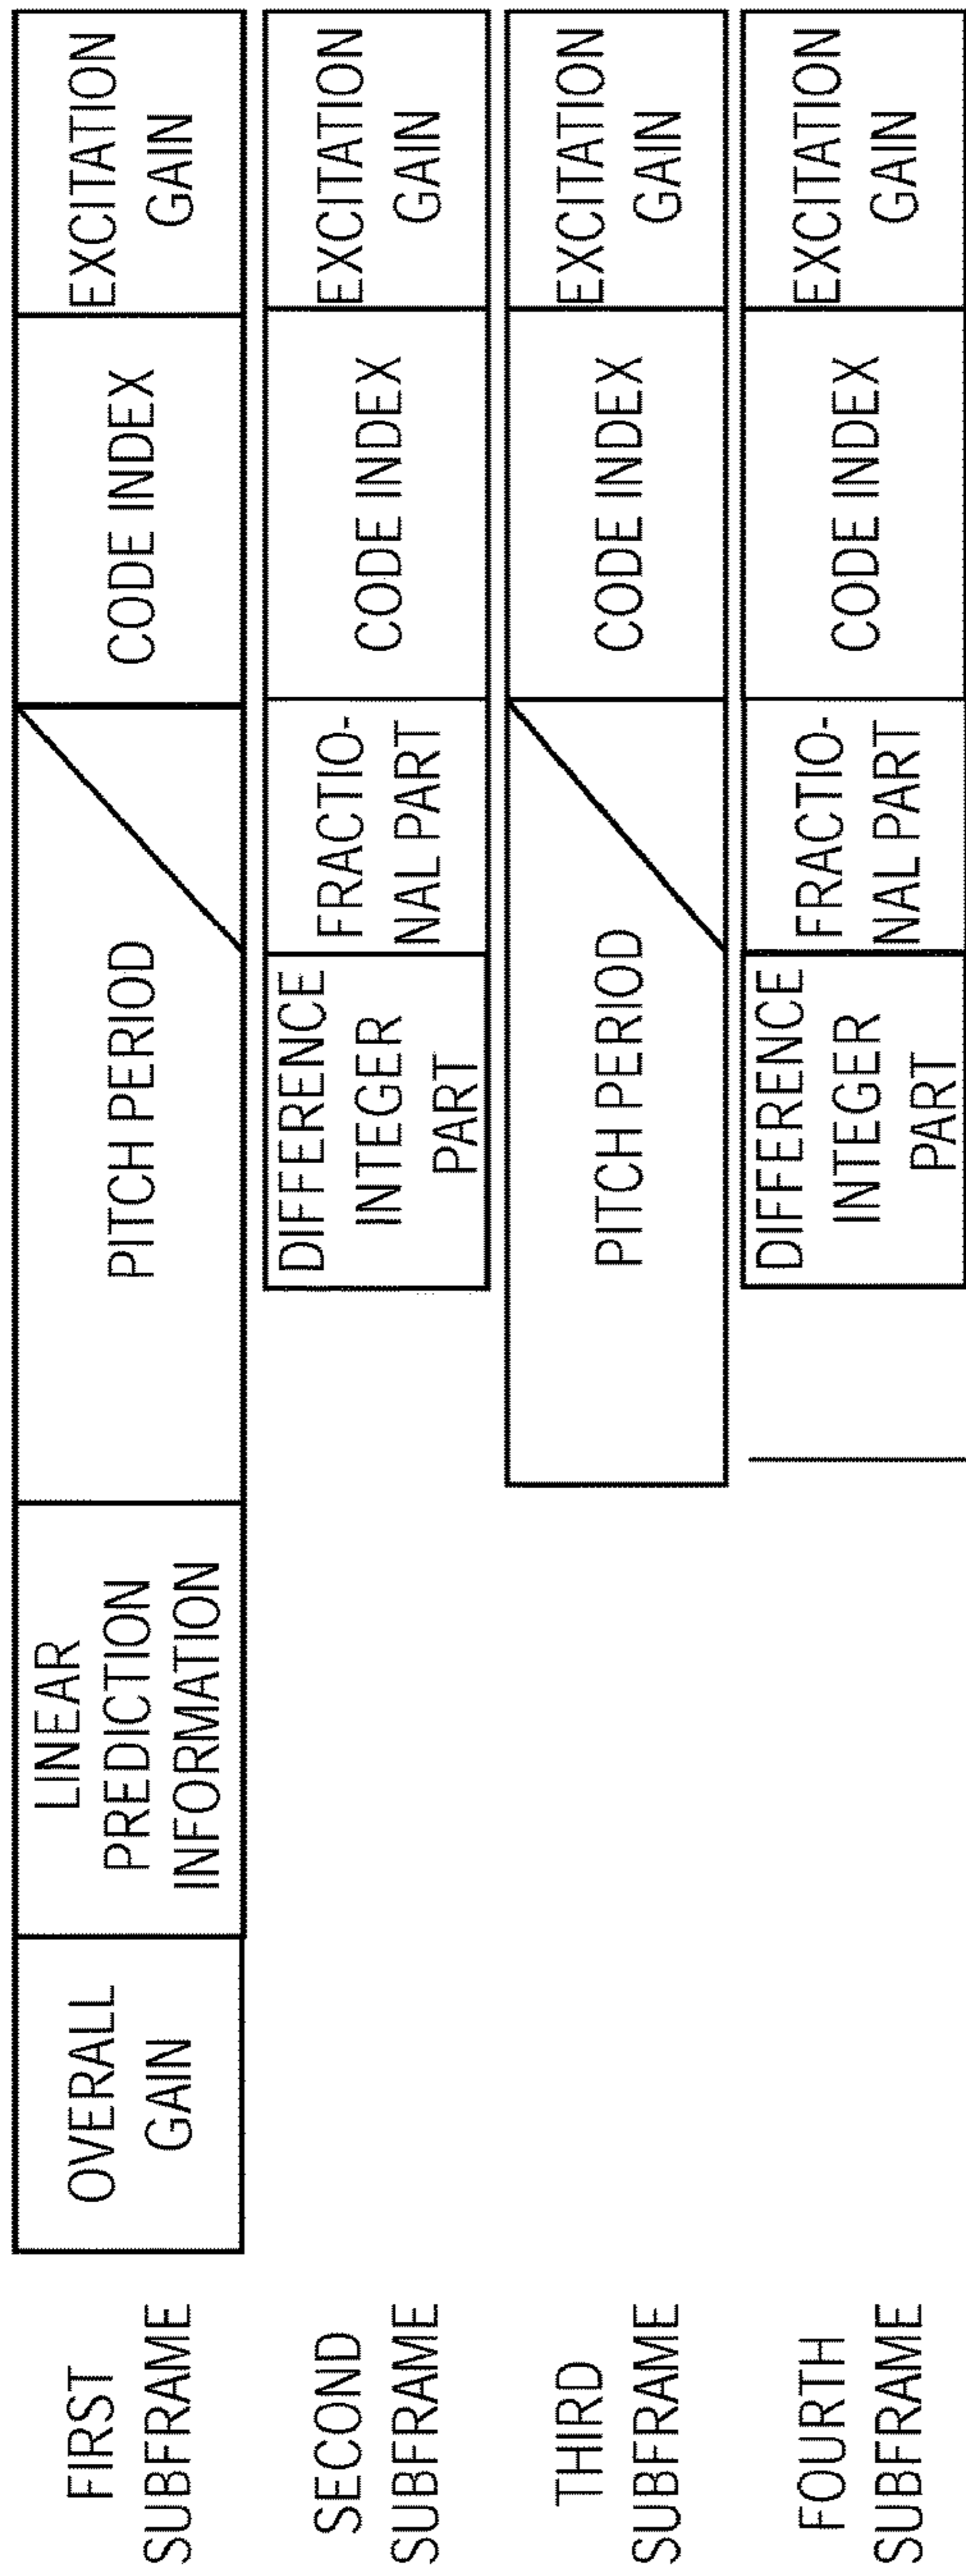 FIRST
SUBFRAME
OVERALL
GAIN
LINEAR
PREDICTION
INFORMATION
PITCH PERIOD
CODE INDEX
EXCITATION
GAIN
SECOND
SUBFRAME
DIFFERENCE
INTEGER
PART
FRACTIO-
NAL PART
CODE INDEX
EXCITATION
GAIN
THIRD
SUBFRAME
PITCH PERIOD
CODE INDEX
EXCITATION
GAIN
FOURTH
SUBFRAME
DIFFERENCE
INTEGER
PART
FRACTIO-
NAL PART
CODE INDEX
EXCITATION
GAIN